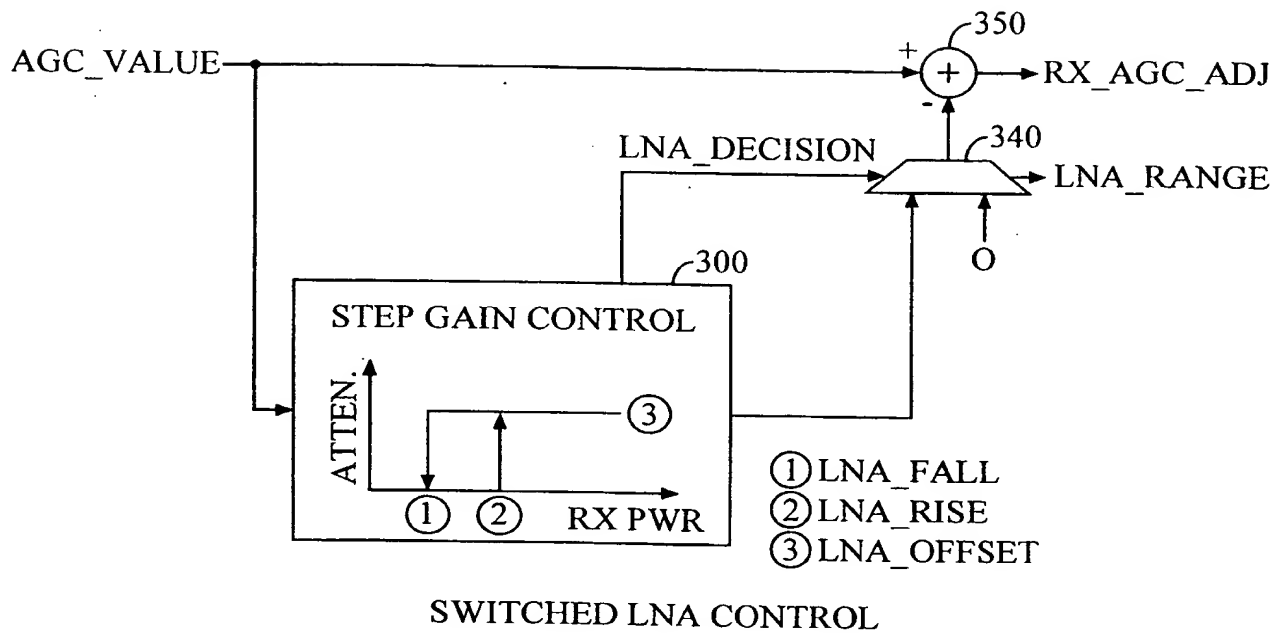 350
AGC_VALUE
+
+
RX_AGC_ADJ
-
LNA_DECISION
340
LNA_RANGE
O
300
STEP GAIN CONTROL
ATTEN.
③
① ② RX PWR
① LNA_FALL
② LNA_RISE
③ LNA_OFFSET
SWITCHED LNA CONTROL